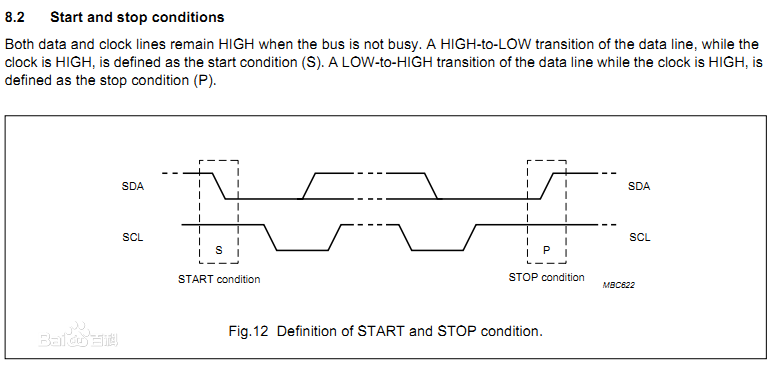 8.2 Start and stop conditions
Both data and clock lines remain HIGH when the bus is not busy. A HIGH-to-LOW transition of the data line, while the
clock is HIGH, is defined as the start condition (S). A LOW-to-HIGH transition of the data line while the clock is HIGH, is
defined as the stop condition (P).
SDA
SDA
SCL
SCL
S
P
START condition
STOP condition
MBC622
Fig.12 Definition of START and STOP condition.
Bai 百科